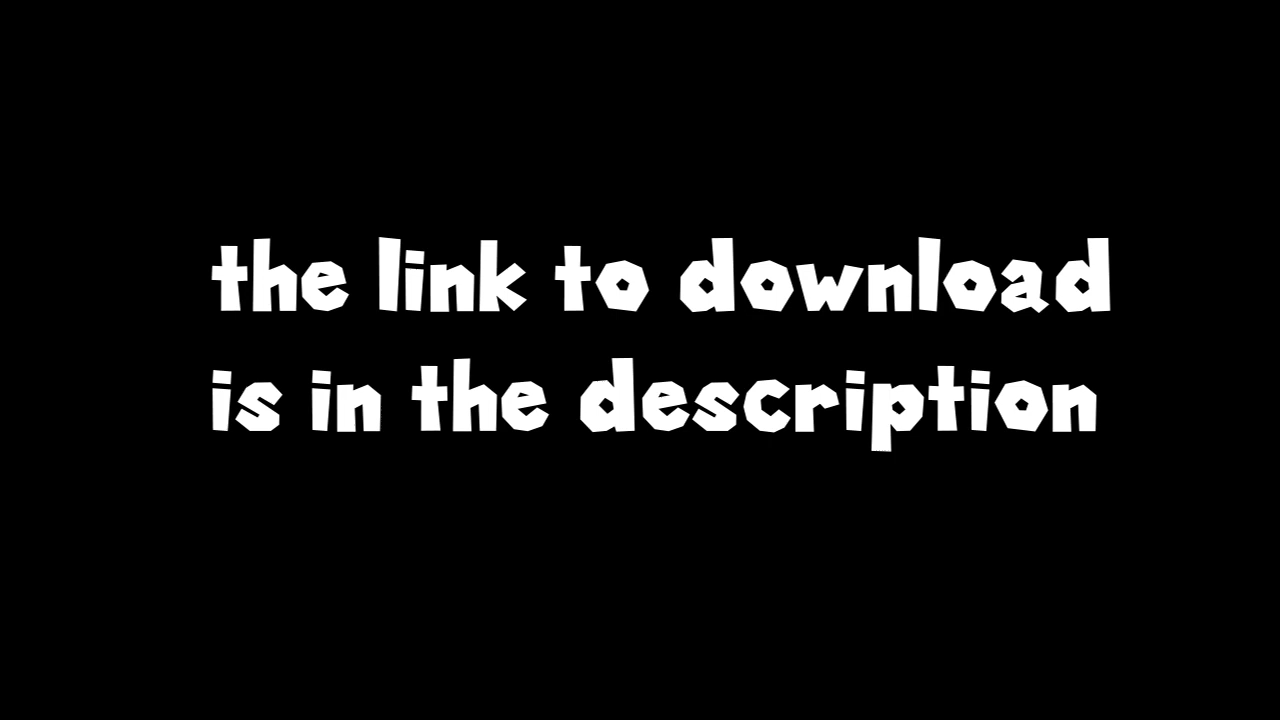 the link to download
is in the description